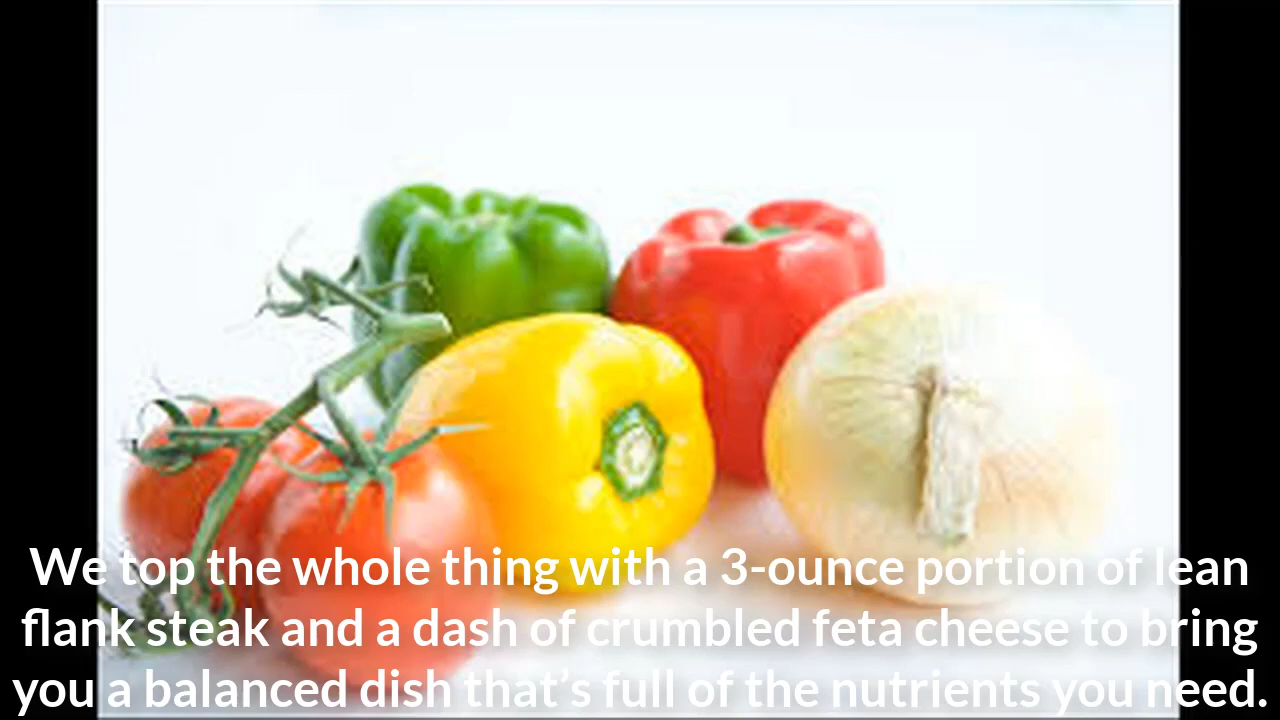 We top the whole thing with a 3-ounce portion of lean
flank steak and a dash of crumbled feta cheese to bring
you a balanced dish that’s full of the nutrients you need.